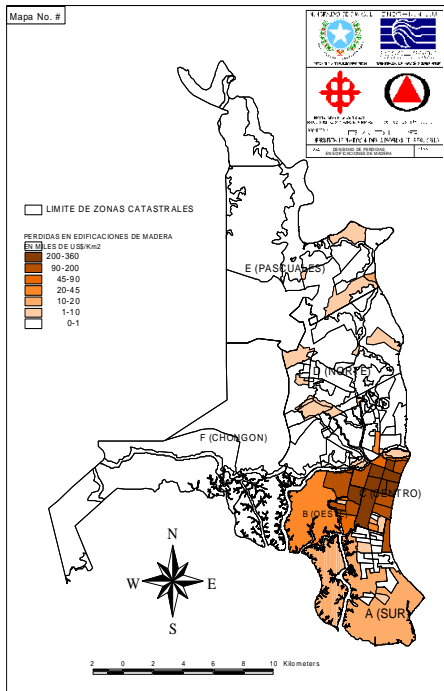 Mapa No. #
DENSIDAD DE PERDIDAS
EN EDIFICACIONES DE MADERA
LIMITE DE ZONAS CATASTRALES
PERDIDAS EN EDIFICACIONES DE MADERA
EN MILES DE US$/Km2
200-360
90-200
45-90
20-45
10-20
1-10
0-1
E (PASCUALES)
D (NORTE)
F (CHONGON)
C (CENTRO)
B (OESTE)
A (SUR)
N
W E
S
2 0 2 4 6 8 10 Kilometers